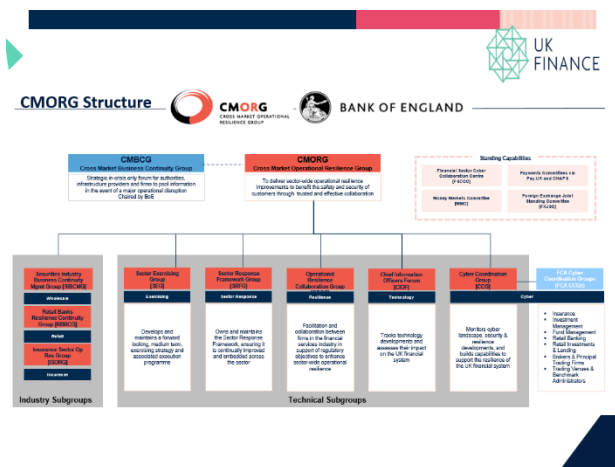 UK
FINANCE
CMORG Structure
CMORG
CROSS MARKET OPERATIONAL
RESILIENCE GROUP
BANK OF ENGLAND
CMBCG
Cross Market Business Continuity Group
Strategic in crisis only forum for authorities,
infrastructure providers and firms to pool information
in the event of a major operational disruption
Chaired by BoE
CMORG
Cross Market Operational Resilience Group
To deliver sector-wide operational resilience
improvements to benefit the safety and security of
customers through trusted and effective collaboration
Standing Capabilities
Financial Sector Cyber
Collaboration Centre
[FSCCC]
Payments Committees via
Pay.UK and CHAPS
Money Markets Committee
[MMC]
Foreign Exchange Joint
Standing Committee
Securities Industry
Business Continuity
Mgmt Group
Wholesale
Retail Banks
Resilience Continuity
Retail
Insurance Sector Op
Res Group
[ISORG]
Insurance
Industry Subgroups
Sector Exercising
Group
[SEG]
Exercising
Develops and
maintains a forward
looking, medium term,
exercising strategy and
associated execution
programme
Sector Response
Framework Group
[SRFG]
Sector Response
Owns and maintains
the Sector Response
Framework, ensuring it
is continually improved
and embedded across
the sector
Operational
Resilience
Collaboration Group
Resilience
Facilitation and
collaboration between
firms in the financial
services industry in
support of regulatory
objectives to enhance
sector-wide operational
resilience
Chief Information
Officers Forum
[CIOF]
Technology
Tracks technology
developments and
assesses their impact
on the UK financial
system
Cyber Coordination
Group
[CCG]
Cyber
Monitors cyber
landscape, security &
resilience
developments, and
builds capabilities to
support the resilience of
the UK financial system
Technical Subgroups
FCA Cyber
Coordination Groups
[FCA CCGs]
• Insurance
• Investment
Management
• Fund Management
• Retail Banking
• Retail Investments
& Lending
• Brokers & Principal
Trading Firms
• Trading Venues &
Benchmark
Administrators